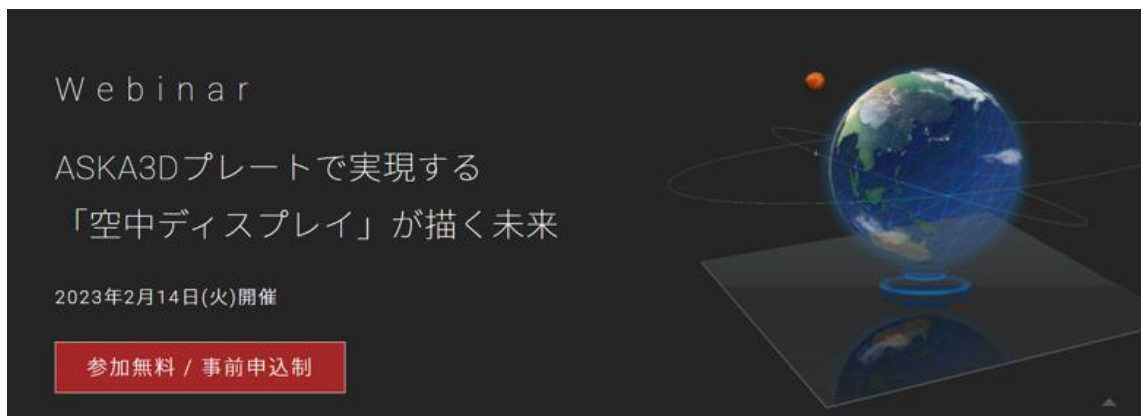 Webinar
ASKA3Dプレートで実現する
「空中ディスプレイ」が描く未来
2023年2月14日(火)開催
参加無料 / 事前申込制